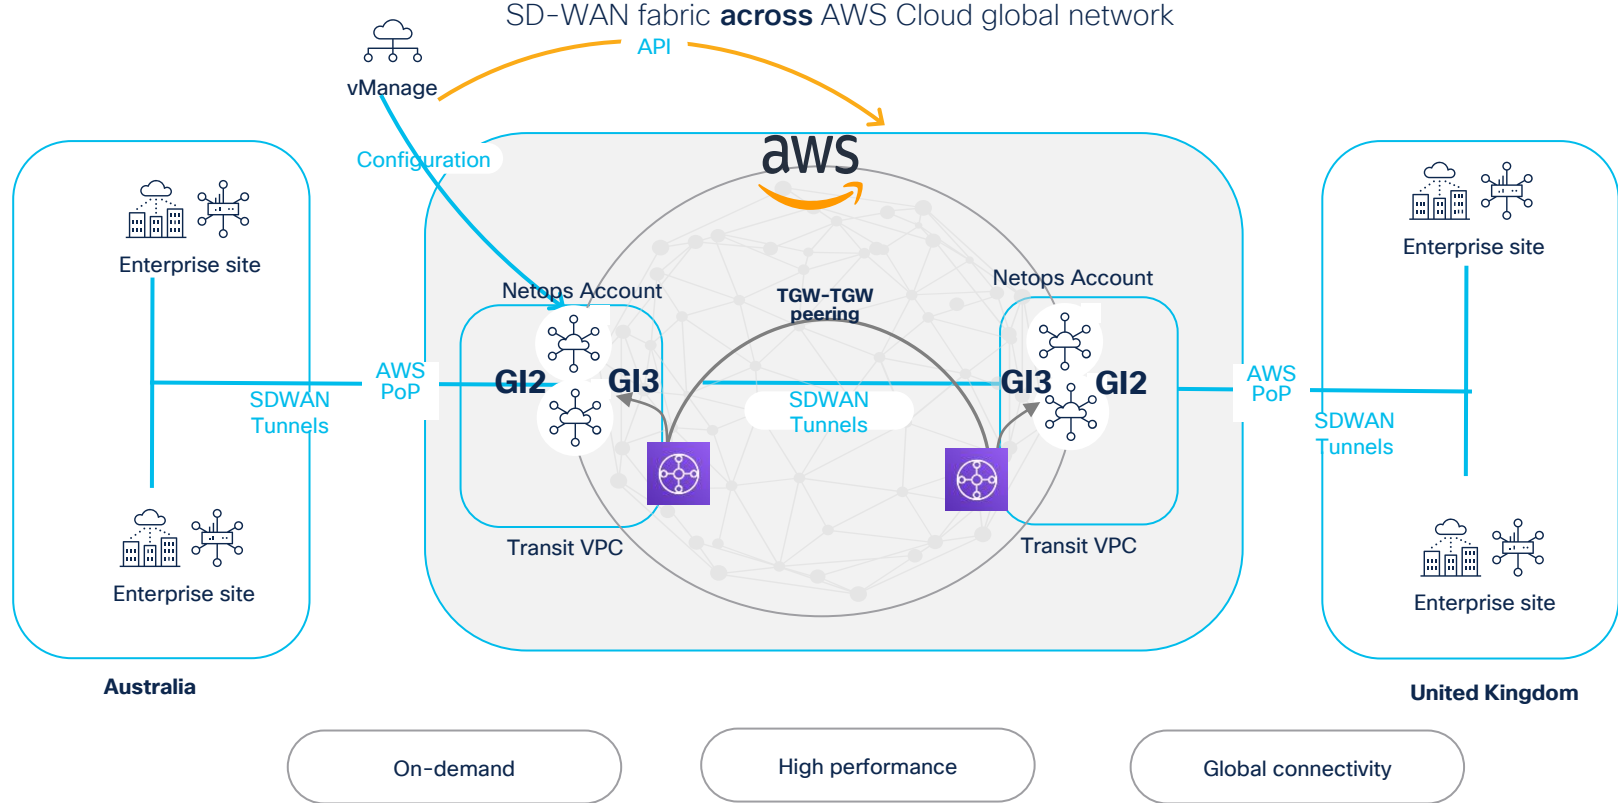 SD-WAN fabric across AWS Cloud global network
API
vManage
Configuration
aws
Enterprise site
Enterprise site
Netops Account
Netops Account
TGW-TGW
peering
AWS
PoP
GI2
GI3
GI3
GI2
AWS
PoP
SDWAN
Tunnels
SDWAN
Tunnels
SDWAN
Tunnels
Transit VPC
Transit VPC
Enterprise site
Enterprise site
Australia
United Kingdom
On-demand
High performance
Global connectivity